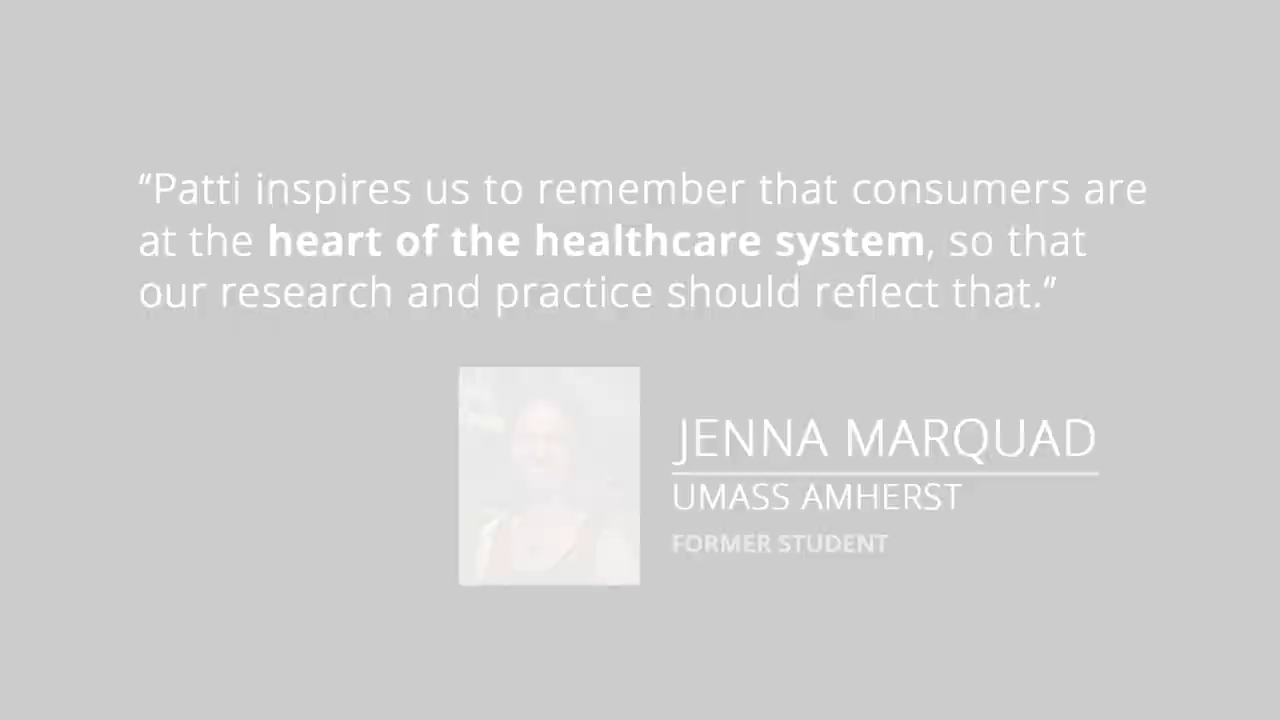 “Patti inspires us to remember that consumers are
at the heart of the healthcare system, so that
our research and practice should reflect that.”
JENNA MARQUAD
UMASS AMHERST
FORMER STUDENT